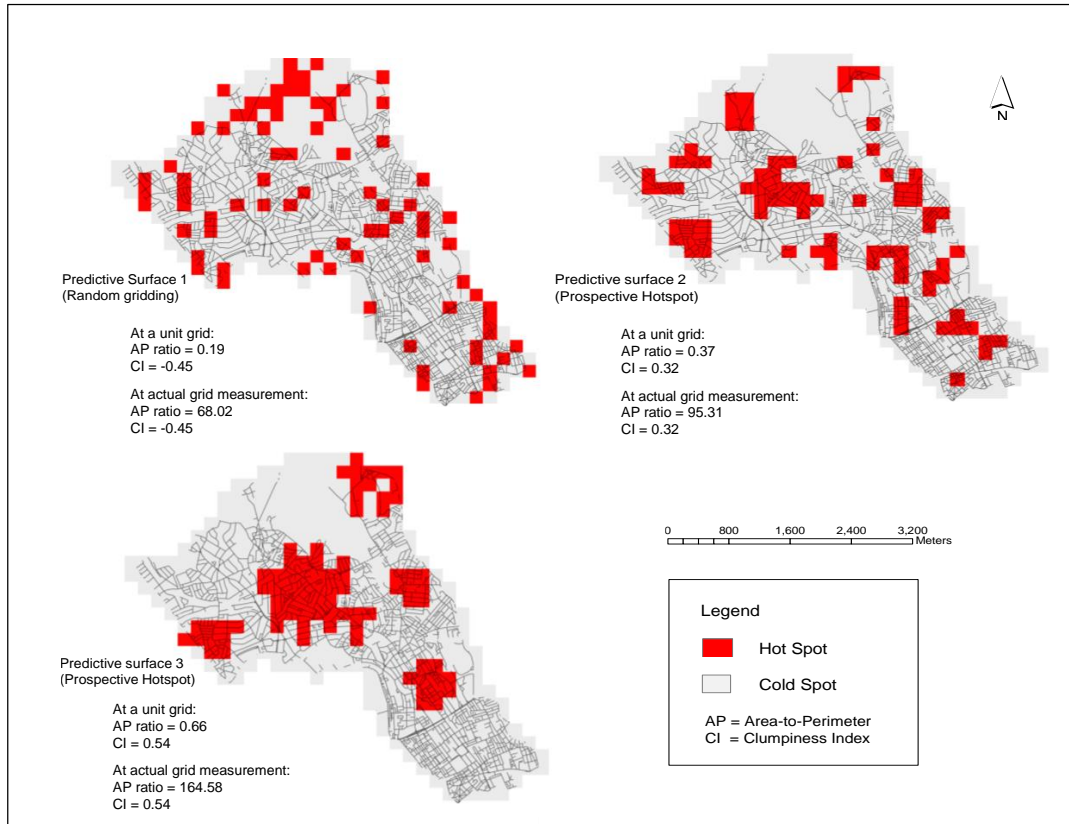 N
Predictive Surface 1
(Random gridding)
At a unit grid:
AP ratio = 0.19
CI = -0.45
At actual grid measurement:
AP ratio = 68.02
CI = -0.45
Predictive surface 2
(Prospective Hotspot)
At a unit grid:
AP ratio = 0.37
CI = 0.32
At actual grid measurement:
AP ratio = 95.31
CI = 0.32
Predictive surface 3
(Prospective Hotspot)
At a unit grid:
AP ratio = 0.66
CI = 0.54
At actual grid measurement:
AP ratio = 164.58
CI = 0.54
0 800 1,600 2,400 3,200
Meters
Legend
Hot Spot
Cold Spot
AP = Area-to-Perimeter
CI = Clumpiness Index